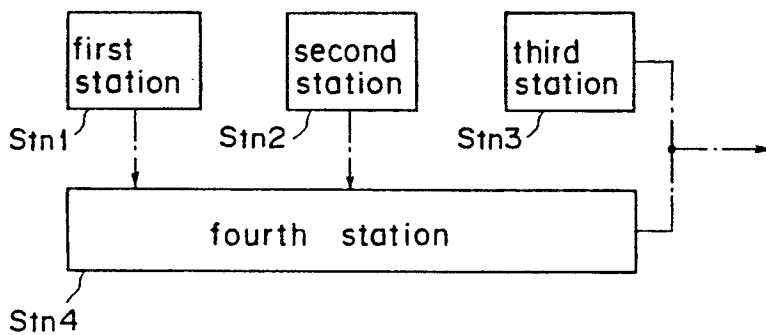 first
station
second
station
third
station
Stn1
Stn2
Stn3
fourth station
Stn4